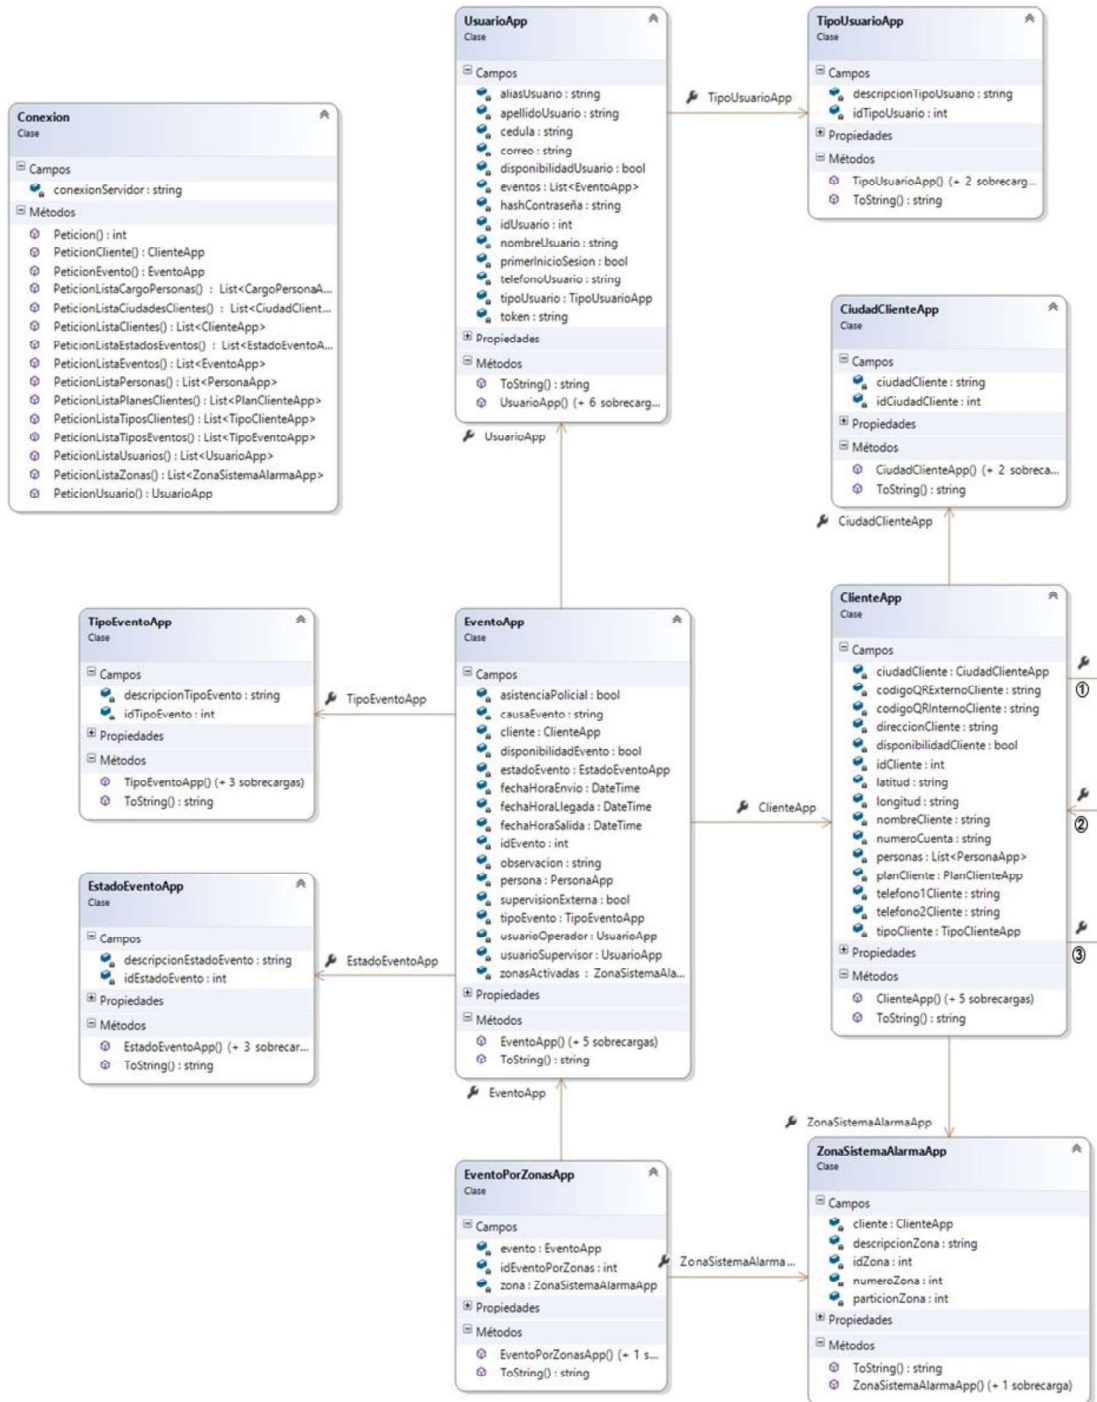 UsuarioApp
Clase
Campos
aliasUsuario : string
apellidoUsuario : string
cedula : string
correo : string
disponibilidadUsuario : bool
eventos : List<EventoApp>
hashContraseña : string
idUsuario : int
nombreUsuario : string
primerInicioSesion : bool
telefonoUsuario : string
tipoUsuario : TipoUsuarioApp
token : string
Propiedades
Métodos
ToString() : string
UsuarioApp() (+ 6 sobrecarg...
TipoUsuarioApp
TipoUsuarioApp
Clase
Campos
descripcionTipoUsuario : string
idTipoUsuario : int
Propiedades
Métodos
TipoUsuarioApp() (+ 2 sobrecarg...
ToString() : string
Conexion
Clase
Campos
conexionServidor : string
Métodos
Peticion() : int
PeticionCliente() : ClienteApp
PeticionEvento() : EventoApp
PeticionListaCargoPersonas() : List<CargoPersonaA...
PeticionListaCiudadesClientes() : List<CiudadClient...
PeticionListaClientes() : List<ClienteApp>
PeticionListaEstadosEventos() : List<EstadoEventoA...
PeticionListaEventos() : List<EventoApp>
PeticionListaPersonas() : List<PersonaApp>
PeticionListaPlanesClientes() : List<PlanClienteApp>
PeticionListaTiposClientes() : List<TipoClienteApp>
PeticionListaTiposEventos() : List<TipoEventoApp>
PeticionListaUsuarios() : List<UsuarioApp>
PeticionListaZonas() : List<ZonaSistemaAlarmaApp>
PeticionUsuario() : UsuarioApp
CiudadClienteApp
Clase
Campos
ciudadCliente : string
idCiudadCliente : int
Propiedades
Métodos
CiudadClienteApp() (+ 2 sobreca...
ToString() : string
UsuarioApp
CiudadClienteApp
TipoEventoApp
Clase
Campos
descripcionTipoEvento : string
idTipoEvento : int
Propiedades
Métodos
TipoEventoApp() (+ 3 sobrecargas)
ToString() : string
TipoEventoApp
EventoApp
Clase
Campos
asistenciaPolicial : bool
causaEvento : string
cliente : ClienteApp
disponibilidadEvento : bool
estadoEvento : EstadoEventoApp
fechaHoraEnvio : DateTime
fechaHoraLlegada : DateTime
fechaHoraSalida : DateTime
idEvento : int
observacion : string
persona : PersonaApp
supervisionExterna : bool
tipoEvento : TipoEventoApp
usuarioOperador : UsuarioApp
usuarioSupervisor : UsuarioApp
zonasActivadas : ZonaSistemaAla...
Propiedades
Métodos
EventoApp() (+ 5 sobrecargas)
ToString() : string
ClienteApp
ClienteApp
Clase
Campos
ciudadCliente : CiudadClienteApp
codigoQRExternoCliente : string
codigoQRInternoCliente : string
direccionCliente : string
disponibilidadCliente : bool
idCliente : int
latitud : string
longitud : string
nombreCliente : string
numeroCuenta : string
personas : List<PersonaApp>
planCliente : PlanClienteApp
telefono1Cliente : string
telefono2Cliente : string
tipoCliente : TipoClienteApp
Propiedades
Métodos
ClienteApp() (+ 5 sobrecargas)
ToString() : string
①
②
③
EstadoEventoApp
Clase
Campos
descripcionEstadoEvento : string
idEstadoEvento : int
Propiedades
Métodos
EstadoEventoApp() (+ 3 sobrecar...
ToString() : string
EstadoEventoApp
EventoApp
ZonaSistemaAlarmaApp
EventoPorZonasApp
Clase
Campos
evento : EventoApp
idEventoPorZonas : int
zona : ZonaSistemaAlarmaApp
Propiedades
Métodos
EventoPorZonasApp() (+ 1 s...
ToString() : string
ZonaSistemaAlarma...
ZonaSistemaAlarmaApp
Clase
Campos
cliente : ClienteApp
descripcionZona : string
idZona : int
numeroZona : int
particionZona : int
Propiedades
Métodos
ToString() : string
ZonaSistemaAlarmaApp() (+ 1 sobrecarga)